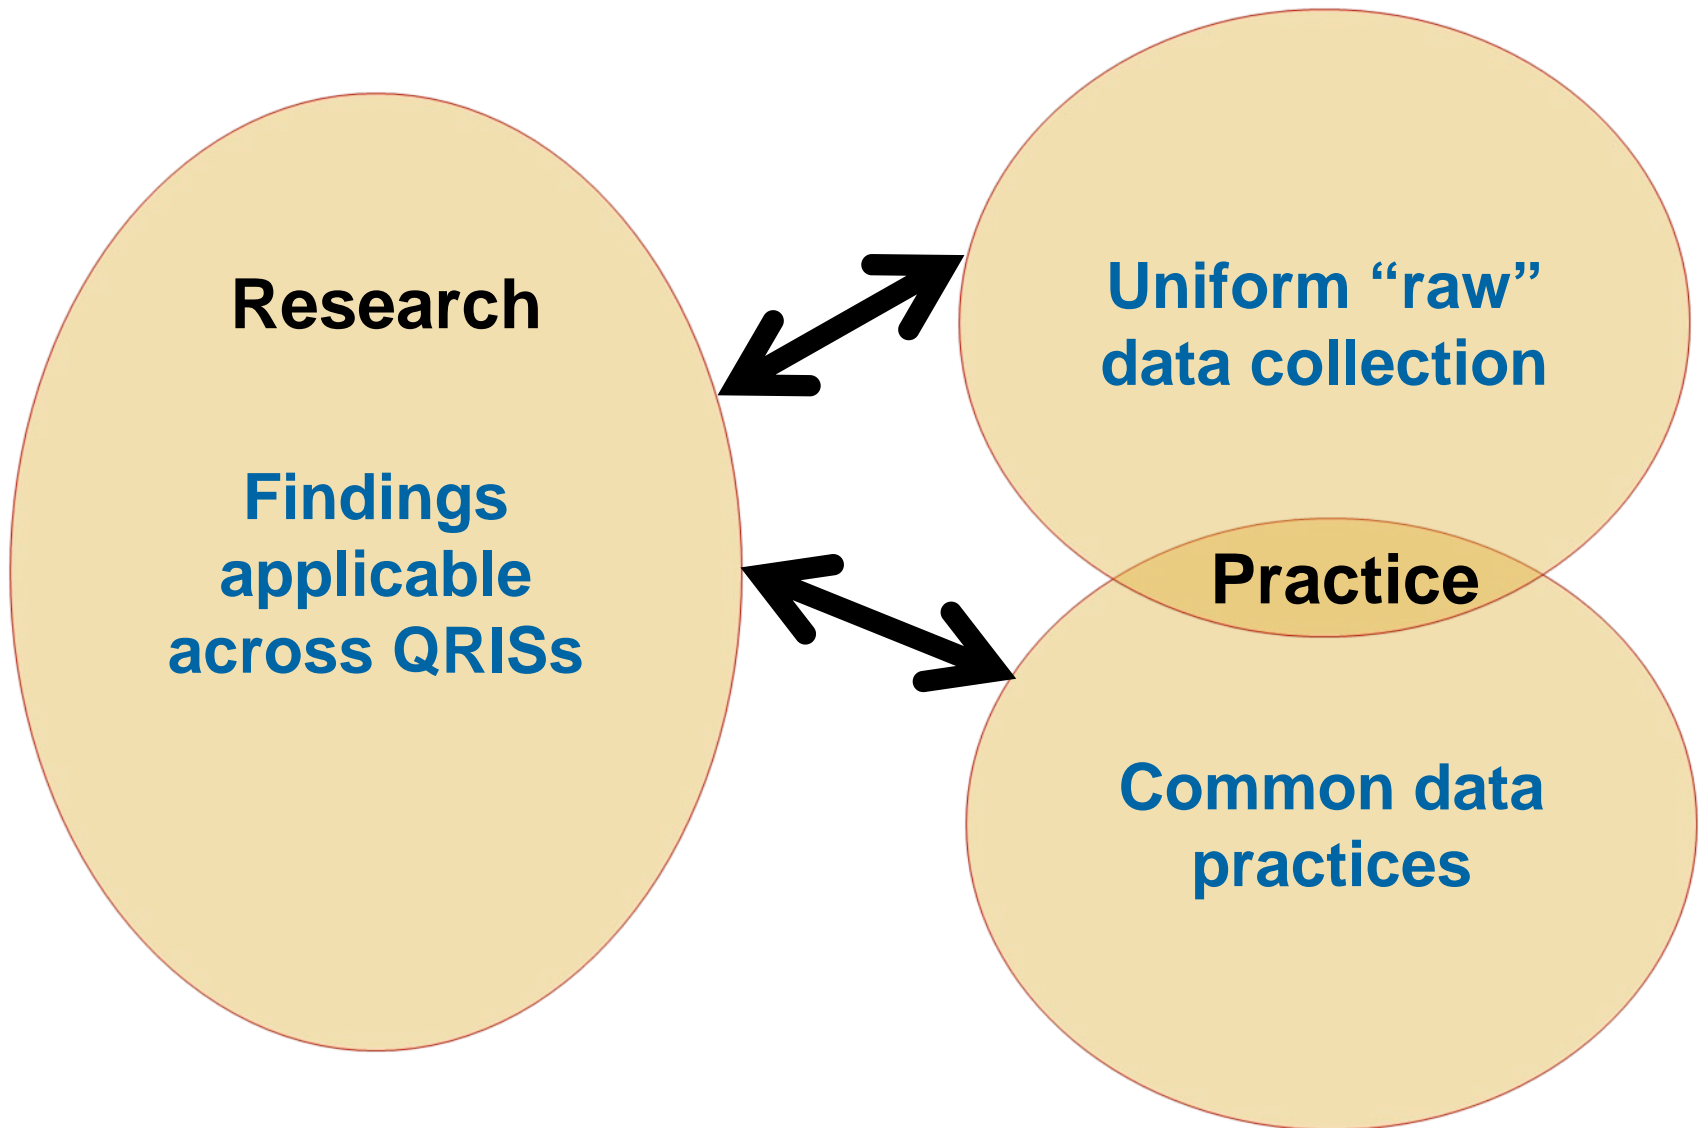 Research
Findings
applicable
across QRISs
Uniform “raw”
data collection
Practice
Common data
practices